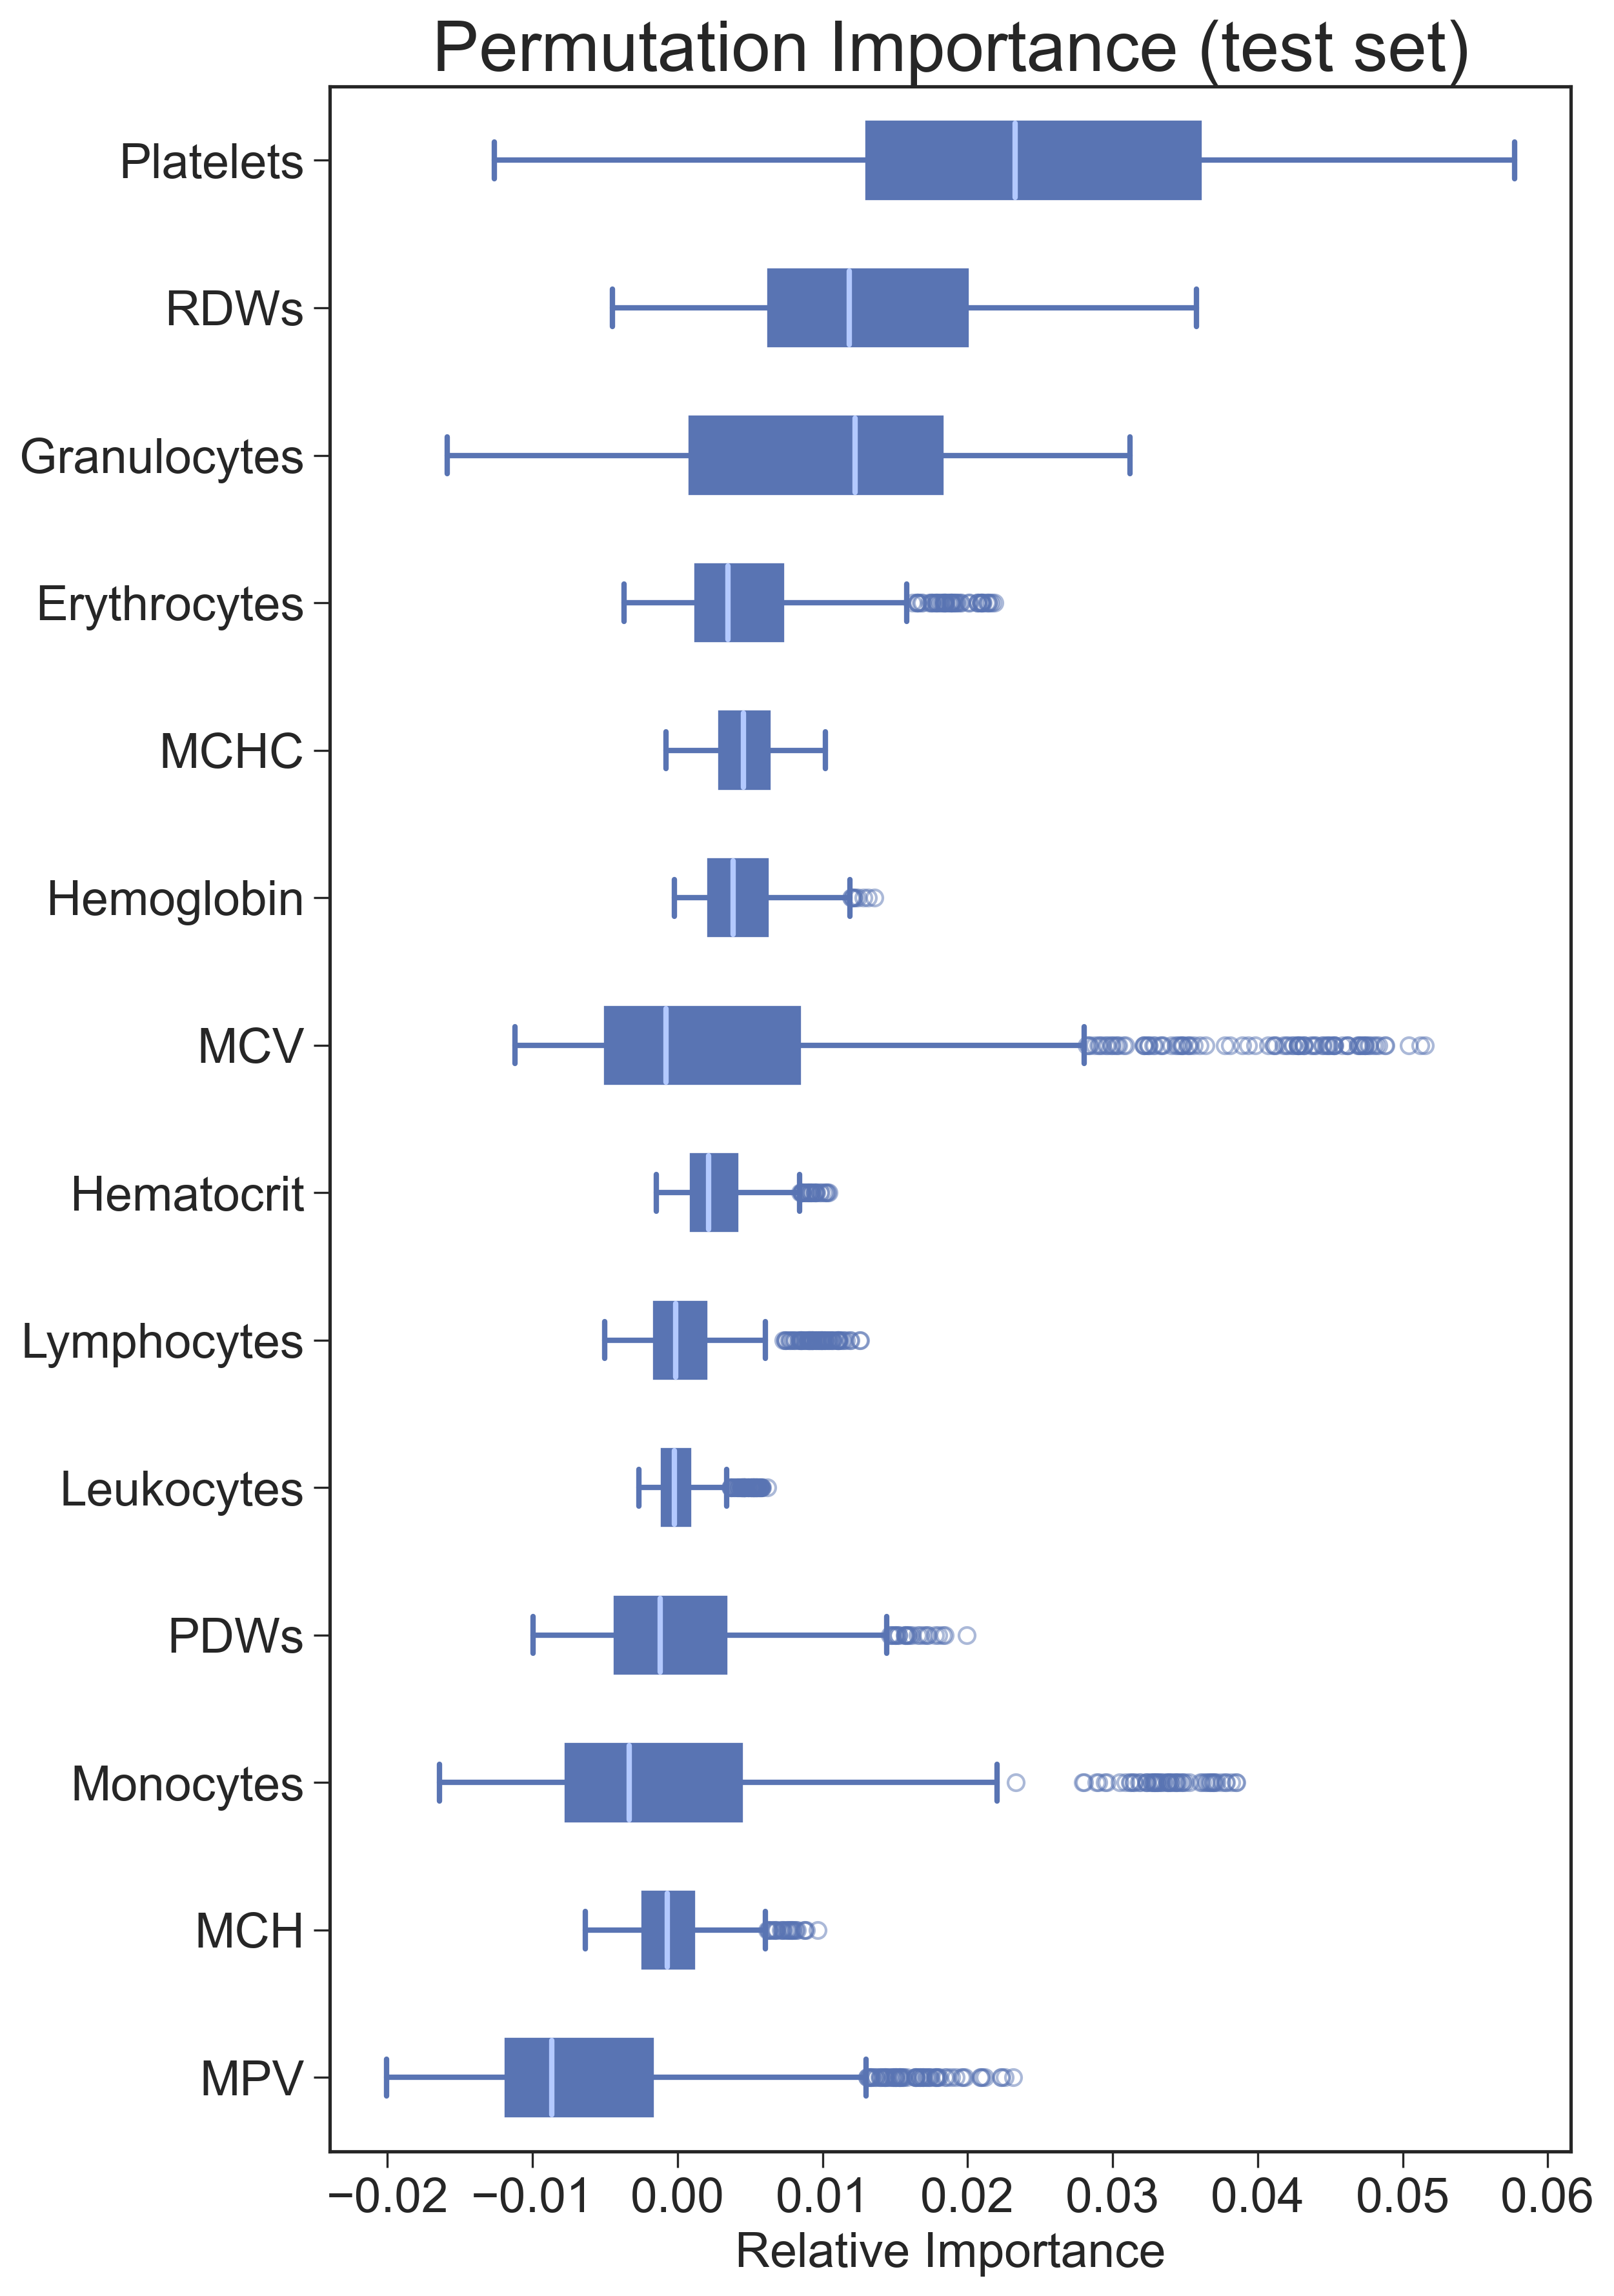 Permutation Importance (test set)
Platelets
RDWs
Granulocytes
Erythrocytes
MCHC
Hemoglobin
MCV
Hematocrit
Lymphocytes
Leukocytes
PDWs
Monocytes
MCH
MPV
−0.02 −0.01 0.00 0.01 0.02 0.03 0.04 0.05 0.06
Relative Importance